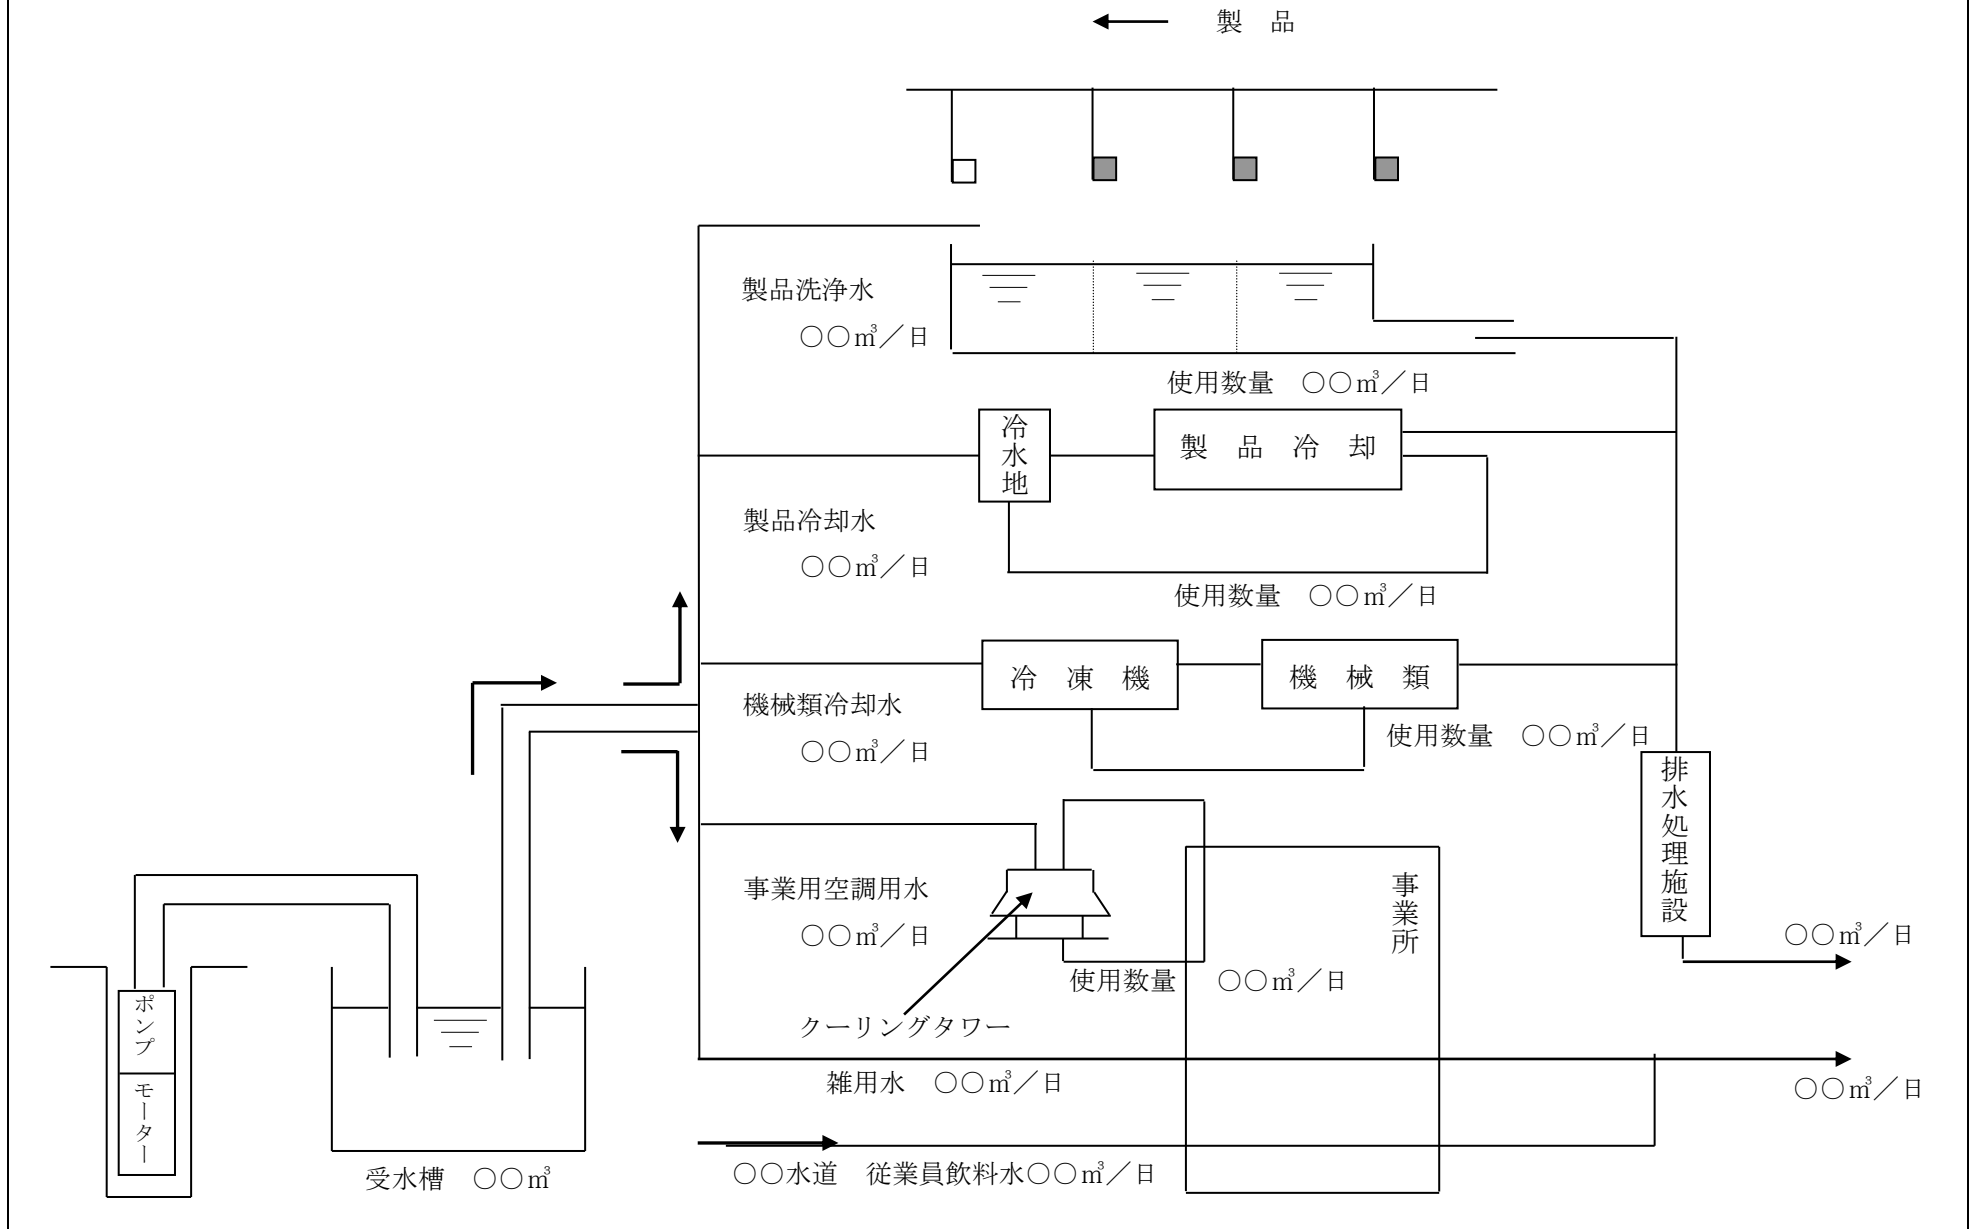 製　品
製品洗浄水
○○㎥／日
使用数量　○○㎥／日
冷水地
製　品　冷　却
製品冷却水
○○㎥／日
使用数量　○○㎥／日
冷　凍　機
機　械　類
機械類冷却水
○○㎥／日
使用数量　○○㎥／日
排水処理施設
事業用空調用水
○○㎥／日
事業所
○○㎥／日
使用数量　○○㎥／日
クーリングタワー
ポンプ
モーター
雑用水　○○㎥／日
○○㎥／日
受水槽　○○㎥
○○水道　従業員飲料水○○㎥／日